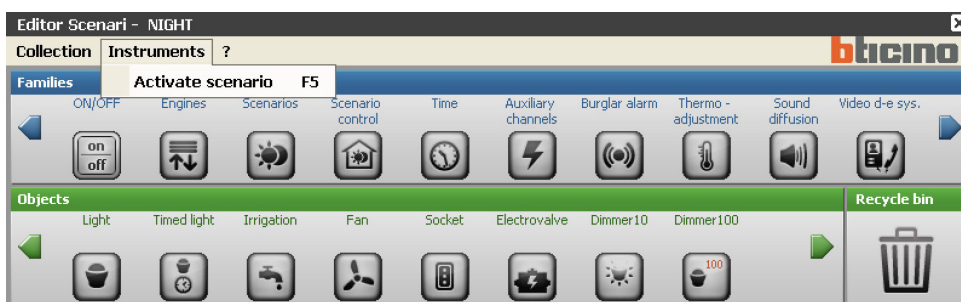 Editor Scenari - NIGHT
Collection Instruments ?
bticino
Activate scenario F5
Families
ON/OFF Engines Scenarios Scenario control Time Auxiliary channels Burglar alarm Thermo - adjustment Sound diffusion Video d-e sys.
on
off
Objects
Recycle bin
Light Timed light Irrigation Fan Socket Electrovalve Dimmer10 Dimmer100
100